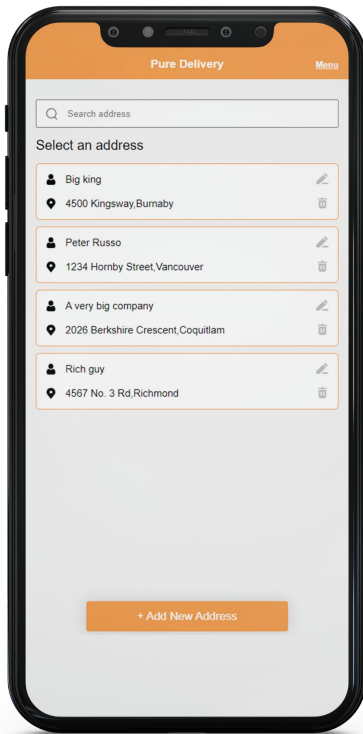 Pure Delivery
Menu
Search address
Select an address
Big king
4500 Kingsway,Burnaby
Peter Russo
1234 Hornby Street,Vancouver
A very big company
2026 Berkshire Crescent,Coquitlam
Rich guy
4567 No. 3 Rd,Richmond
+ Add New Address